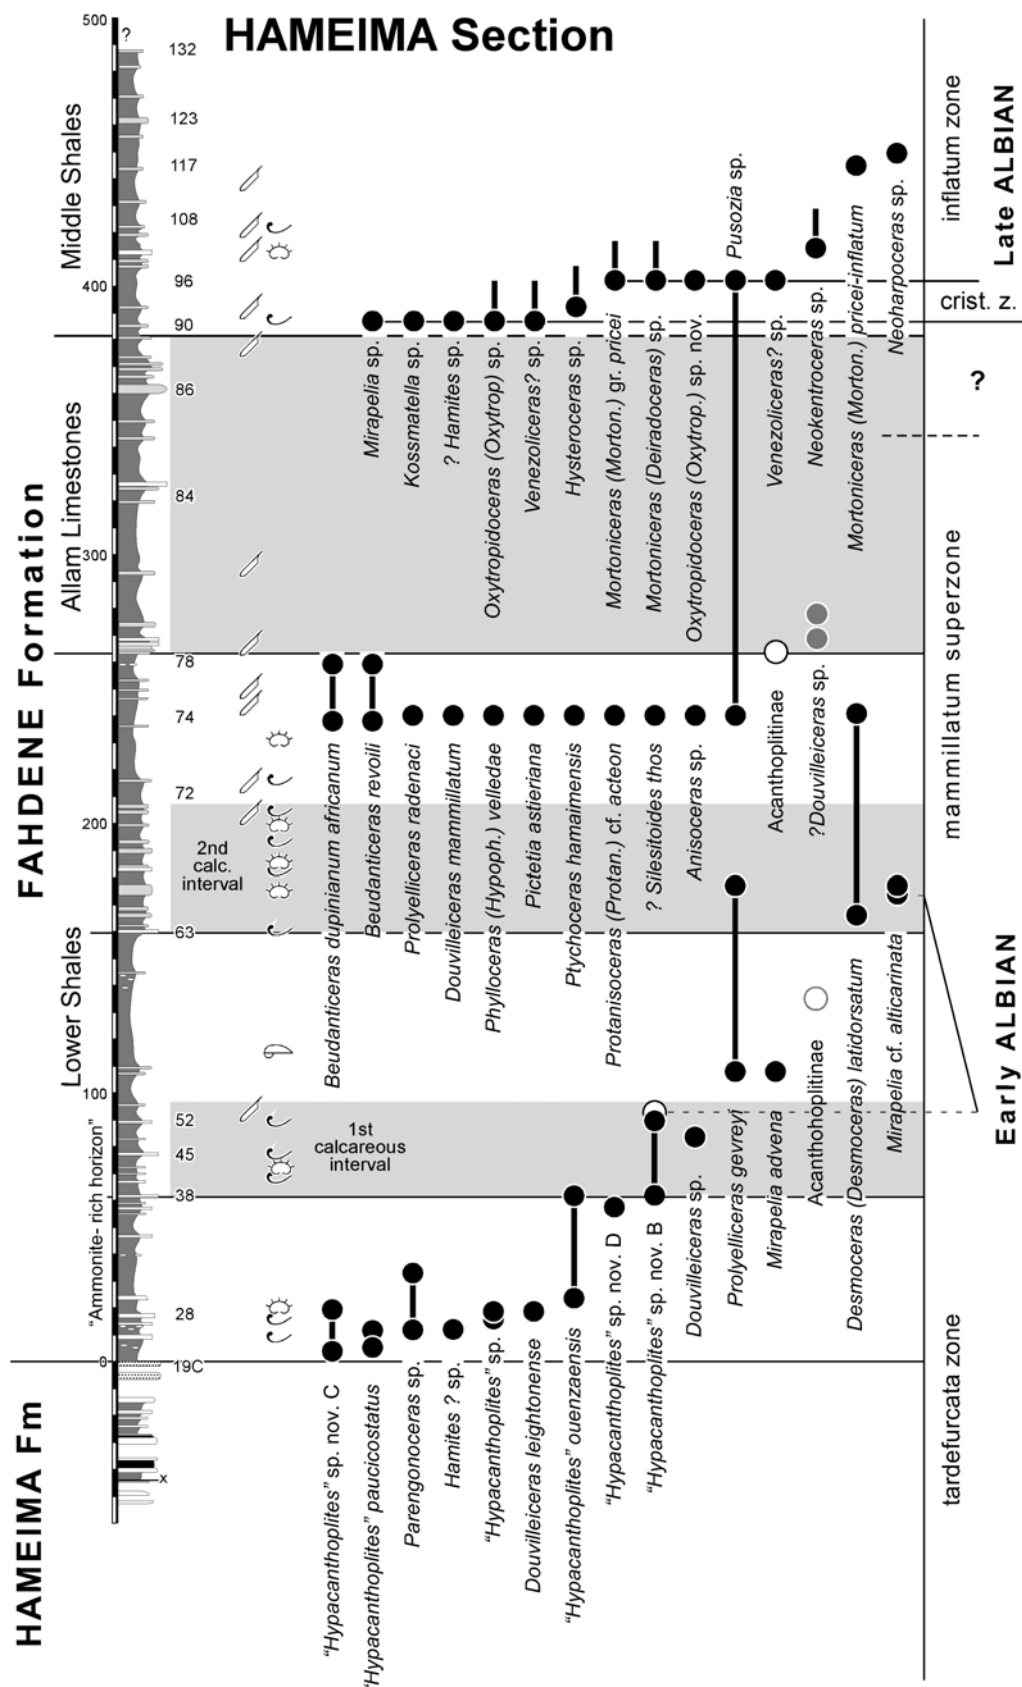 HAMEIMA Section
500
?
132
123
117
108
96
400
90
86
84
300
78
74
72
200
63
100
52
45
38
28
0
19C
x
Middle Shales
Allam Limestones
Lower Shales
"Ammonite- rich horizon"
FAHDENE Formation
HAMEIMA Fm
2nd
calc.
interval
1st
calcareous
interval
Mirapelia sp.
Kossmatella sp.
? Hamites sp.
Oxytropidoceras (Oxytrop) sp.
Venezoliceras? sp.
Hysteroceras sp.
Mortoniceras (Morton.) gr. pricei
Mortoniceras (Deiradoceras) sp.
Oxytropidoceras (Oxytrop.) sp. nov.
Pusozia sp.
Venezoliceras? sp.
Neokentroceras sp.
Mortoniceras (Morton.) pricei-inflatum
Neoharpoceras sp.
Beudanticeras dupinianum africanum
Beudanticeras revoili
Prolyelliceras radenaci
Douvilleiceras mammillatum
Phylloceras (Hypoph.) velledae
Pictetia astieriana
Ptychoceras hamaimensis
Protanisoceras (Protan.) cf. acteon
? Silesitoides thos
Anisoceras sp.
Acanthoplitinae
?Douvilleiceras sp.
Prolyelliceras gevreyi
Mirapelia advena
Acanthohoplitinae
Desmoceras (Desmoceras) latidorsatum
Mirapelia cf. alticarinata
"Hypacanthoplites" sp. nov. C
"Hypacanthoplites" paucicostatus
Parengonoceras sp.
Hamites ? sp.
"Hypacanthoplites" sp.
Douvilleiceras leightonense
"Hypacanthoplites" ouenzaensis
"Hypacanthoplites" sp. nov. D
"Hypacanthoplites" sp. nov. B
Douvilleiceras sp.
inflatum zone
crist. z.
?
mammillatum superzone
tardefurcata zone
Late ALBIAN
Early ALBIAN